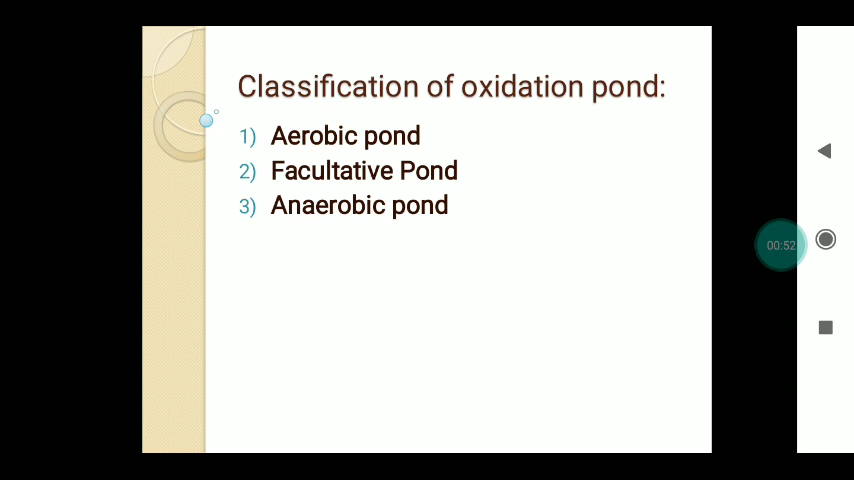 Classification of oxidation pond:
1) Aerobic pond
2) Facultative Pond
3) Anaerobic pond
00:52